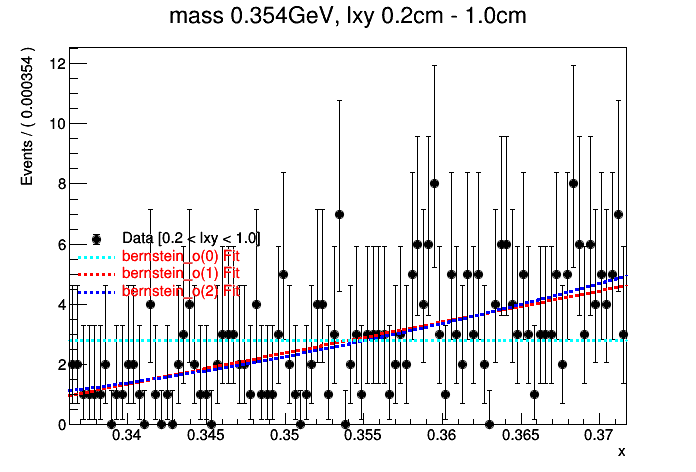 mass 0.354GeV, lxy 0.2cm - 1.0cm
Events / ( 0.000354 )
12
10
8
6
4
2
0
Data [0.2 < lxy < 1.0]
bernstein_o(0) Fit
bernstein_o(1) Fit
bernstein_o(2) Fit
0.34 0.345 0.35 0.355 0.36 0.365 0.37
x